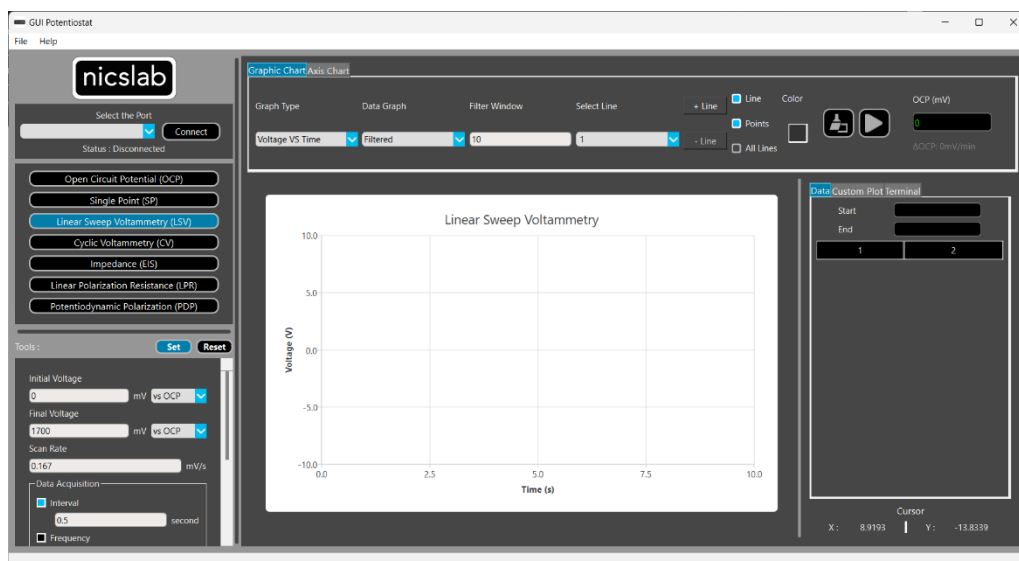 GUI Potentiostat
File Help
nicslab
Select the Port
Connect
Status : Disconnected
Open Circuit Potential (OCP)
Single Point (SP)
Linear Sweep Voltammetry (LSV)
Cyclic Voltammetry (CV)
Impedance (EIS)
Linear Polarization Resistance (LPR)
Potentiodynamic Polarization (PDP)
Tools :
Set
Reset
Initial Voltage
0 mV vs OCP
Final Voltage
1700 mV vs OCP
Scan Rate
0.167 mV/s
Data Acquisition
Interval
0.5 second
Frequency
Graphic Chart Axis Chart
Graph Type Data Graph Filter Window Select Line
Voltage VS Time Filtered 10 1
+ Line
- Line
Line
Points
All Lines
Color
OCP (mV)
0
ΔOCP: 0mV/min
Linear Sweep Voltammetry
10.0
5.0
0.0
-5.0
-10.0
Voltage (V)
0.0 2.5 5.0 7.5 10.0
Time (s)
Data Custom Plot Terminal
Start
End
1 2
Cursor
X : 8.9193 Y : -13.8339